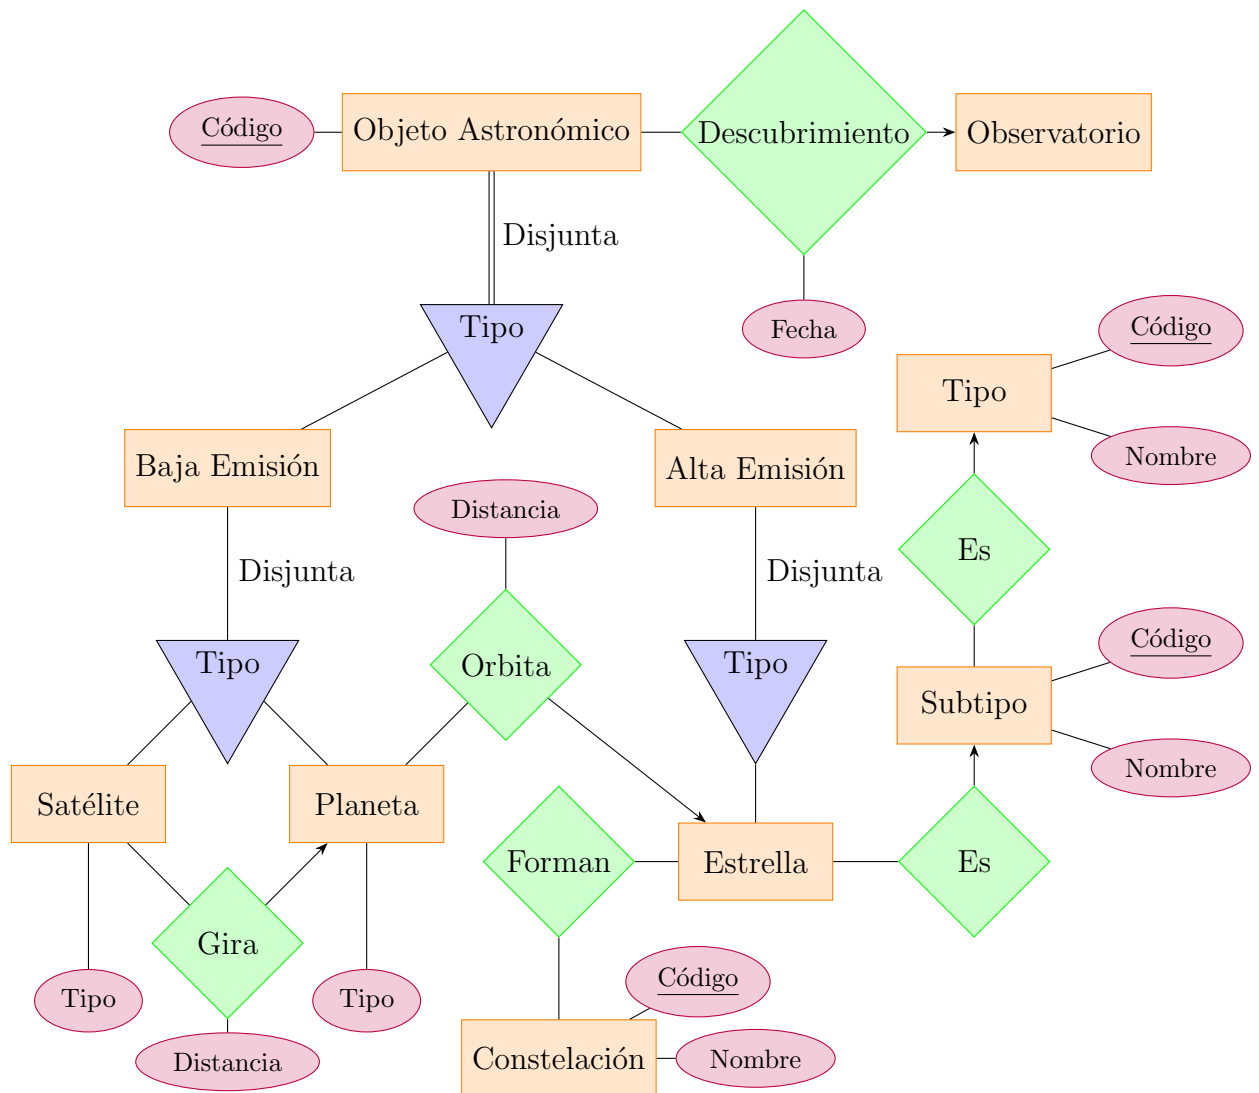 Código
Objeto Astronómico
Descubrimiento
Observatorio
Disjunta
Tipo
Fecha
Código
Tipo
Nombre
Baja Emisión
Alta Emisión
Distancia
Es
Disjunta
Disjunta
Código
Tipo
Orbita
Tipo
Subtipo
Nombre
Satélite
Planeta
Forman
Estrella
Es
Gira
Código
Tipo
Tipo
Distancia
Constelación
Nombre